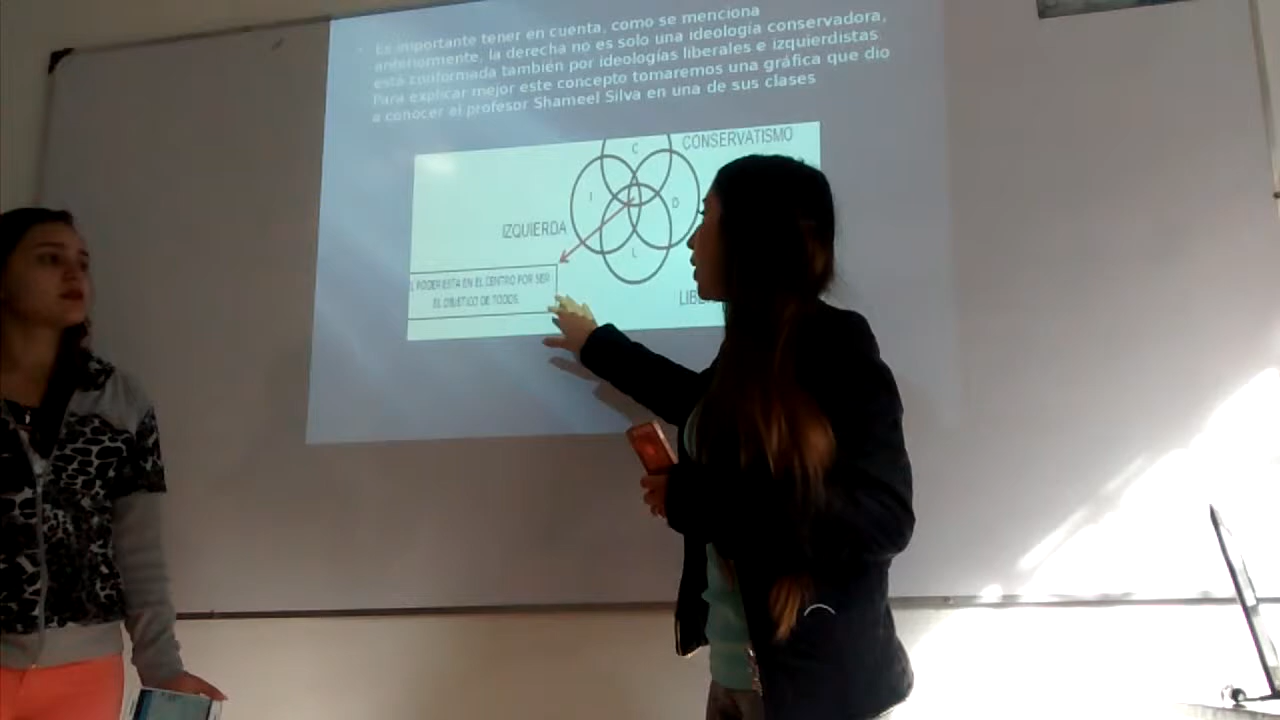 Es importante tener en cuenta, como se menciona
anteriormente, la derecha no es solo una ideología conservadora,
está conformada también por ideologías liberales e izquierdistas
Para explicar mejor este concepto tomaremos una gráfica que dio
a conocer el profesor Shameel Silva en una de sus clases
C
CONSERVATISMO
I
D
IZQUIERDA
L
L PODER ESTA EN EL CENTRO POR SER
EL OBJETICO DE TODOS.
LIB